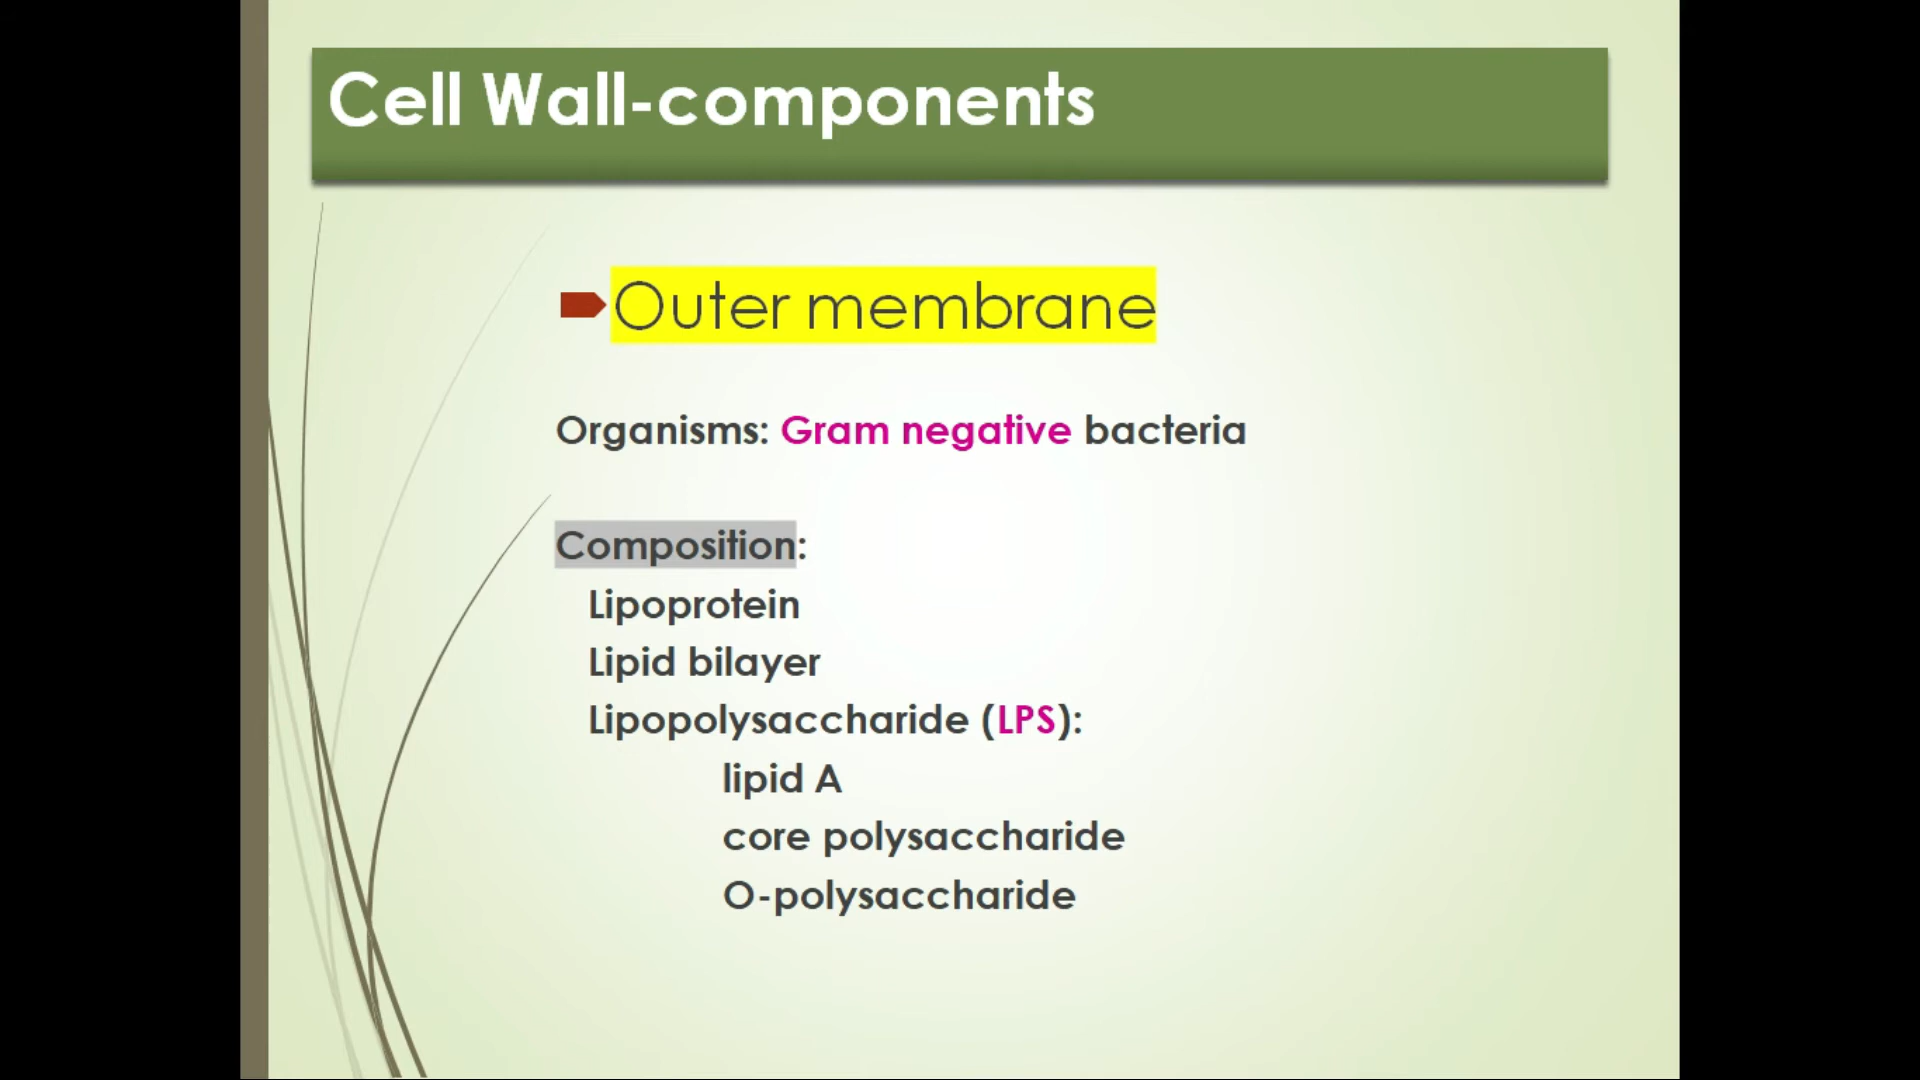 Cell Wall-components
Outer membrane
Organisms: Gram negative bacteria
Composition:
Lipoprotein
Lipid bilayer
Lipopolysaccharide (LPS):
lipid A
core polysaccharide
O-polysaccharide